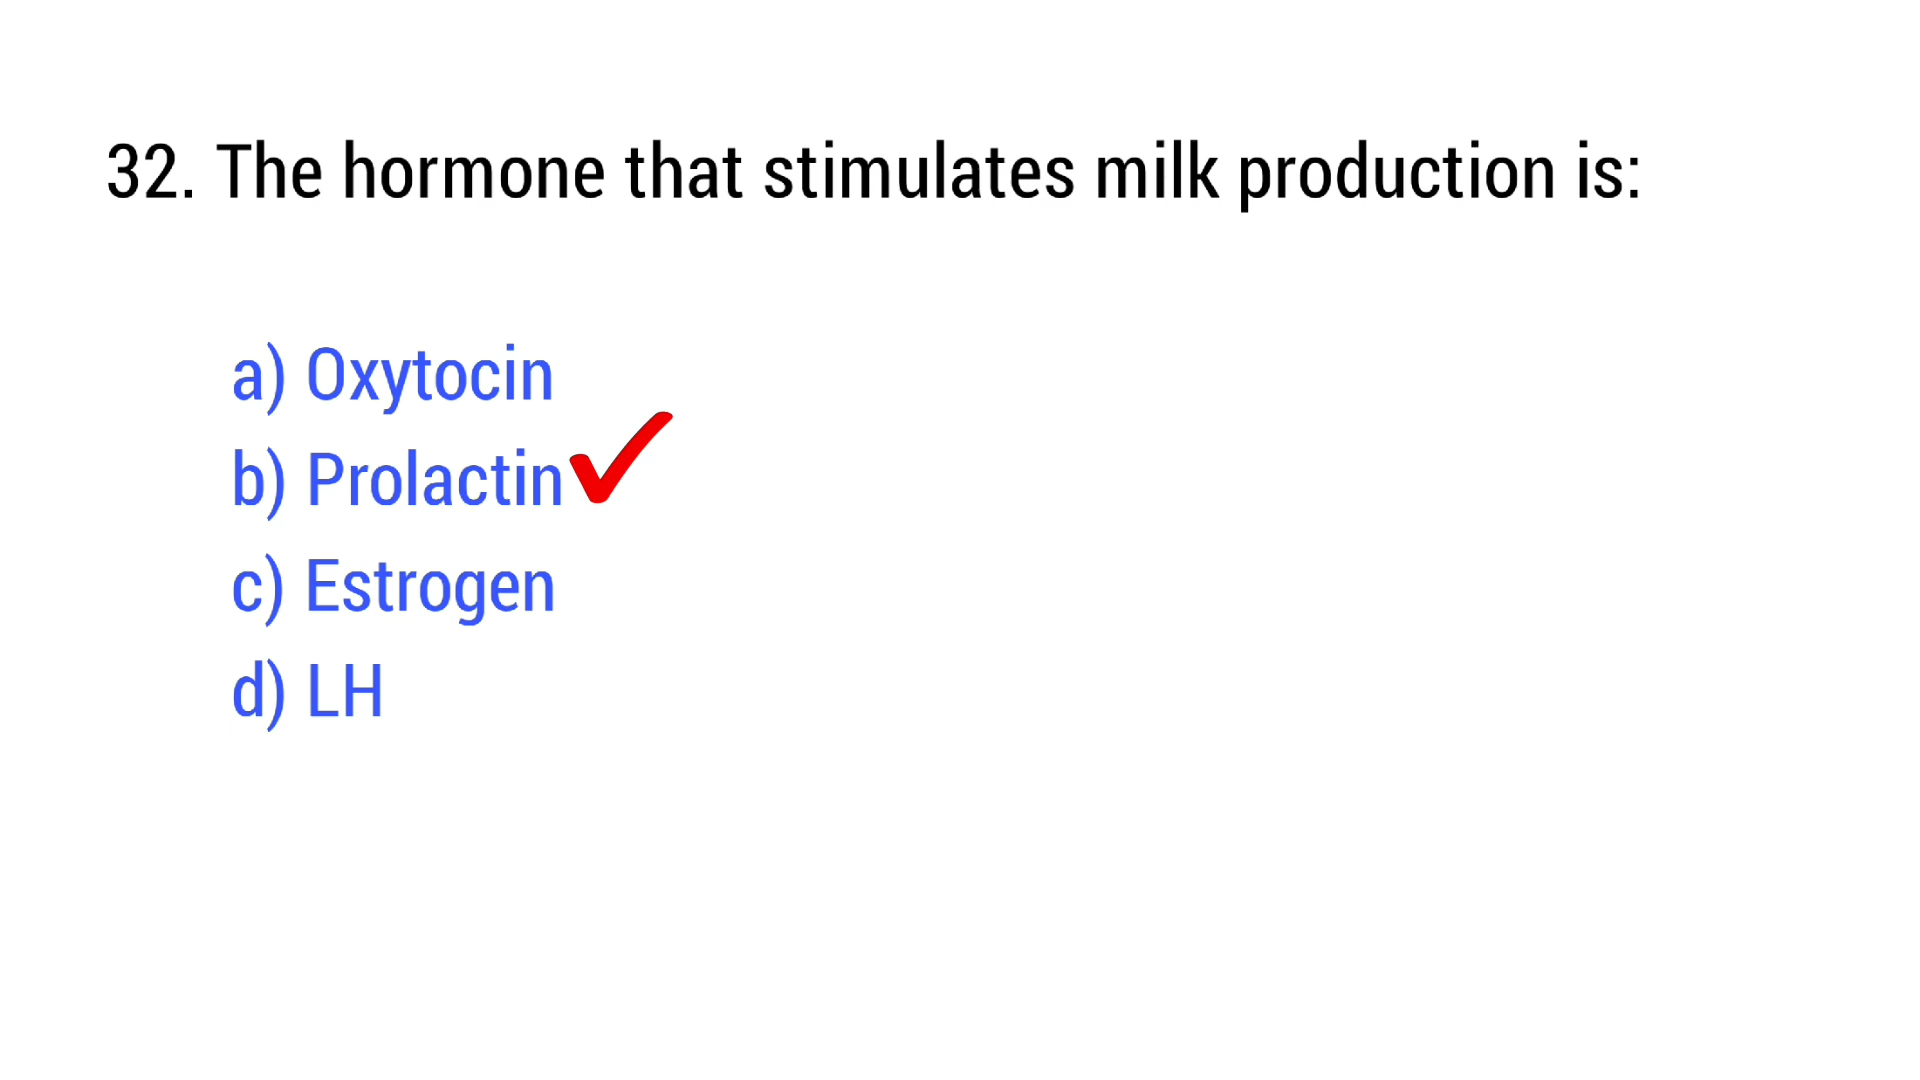 32. The hormone that stimulates milk production is:
a) Oxytocin
b) Prolactin
c) Estrogen
d) LH